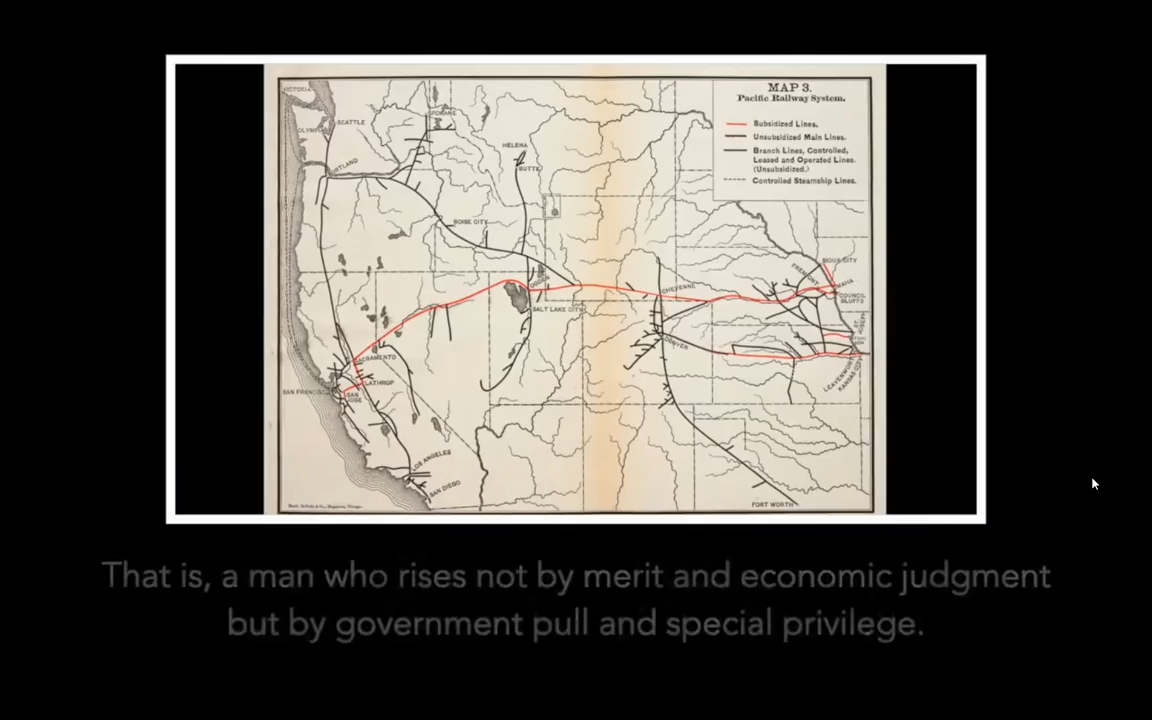 MAP 3.
Pacific Railway System.
Subsidized Lines.
Unsubsidized Main Lines.
Branch Lines, Controlled,
Leased and Operated Lines.
(Unsubsidized.)
Controlled Steamship Lines.
VICTORIA
SEATTLE
OLYMPIA
SPOKANE
HELENA
BUTTE
BOISE CITY
OGDEN
SALT LAKE CITY
CHEYENNE
DENVER
SIOUX CITY
FREMONT
OMAHA
COUNCIL
BLUFFS
LEAVENWORTH
KANSAS CITY
SACRAMENTO
LATHROP
SAN FRANCISCO
SAN
JOSE
LOS ANGELES
SAN DIEGO
FORT WORTH
That is, a man who rises not by merit and economic judgment
but by government pull and special privilege.